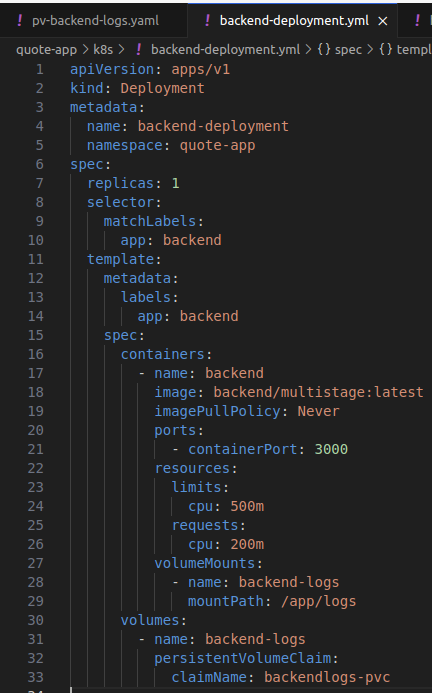 ! pv-backend-logs.yaml ! backend-deployment.yml ×
quote-app > k8s > ! backend-deployment.yml > {} spec > {} templ
1 apiVersion: apps/v1
2 kind: Deployment
3 metadata:
4   name: backend-deployment
5   namespace: quote-app
6 spec:
7   replicas: 1
8   selector:
9     matchLabels:
10       app: backend
11   template:
12     metadata:
13       labels:
14         app: backend
15     spec:
16       containers:
17         - name: backend
18           image: backend/multistage:latest
19           imagePullPolicy: Never
20           ports:
21             - containerPort: 3000
22           resources:
23             limits:
24               cpu: 500m
25             requests:
26               cpu: 200m
27           volumeMounts:
28             - name: backend-logs
29               mountPath: /app/logs
30       volumes:
31         - name: backend-logs
32           persistentVolumeClaim:
33             claimName: backendlogs-pvc
34